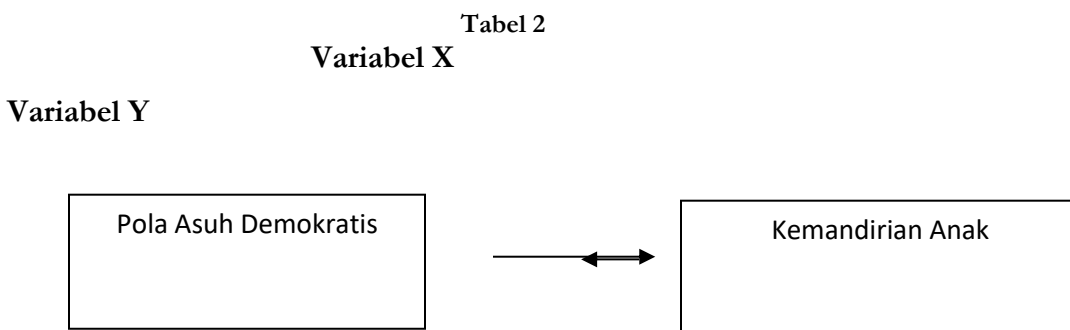 Tabel 2
Variabel X
Variabel Y
Pola Asuh Demokratis
Kemandirian Anak